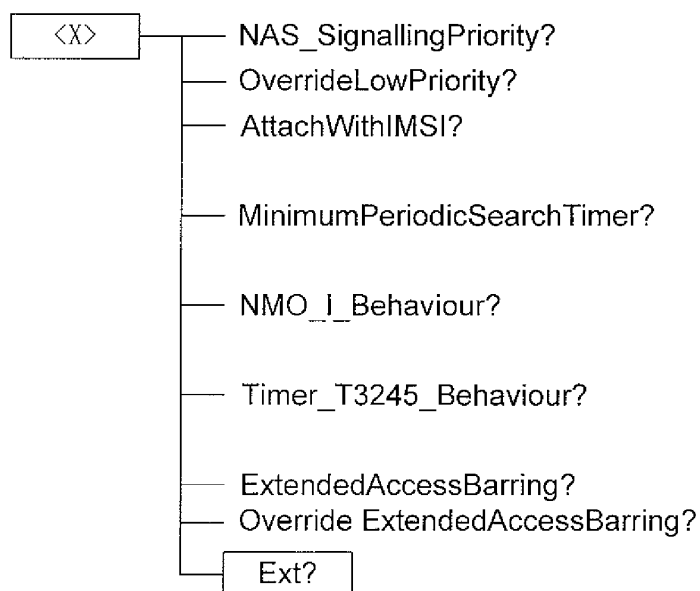 <X>
NAS_SignallingPriority?
OverrideLowPriority?
AttachWithIMSI?
MinimumPeriodicSearchTimer?
NMO_I_Behaviour?
Timer_T3245_Behaviour?
ExtendedAccessBarring?
Override ExtendedAccessBarring?
Ext?